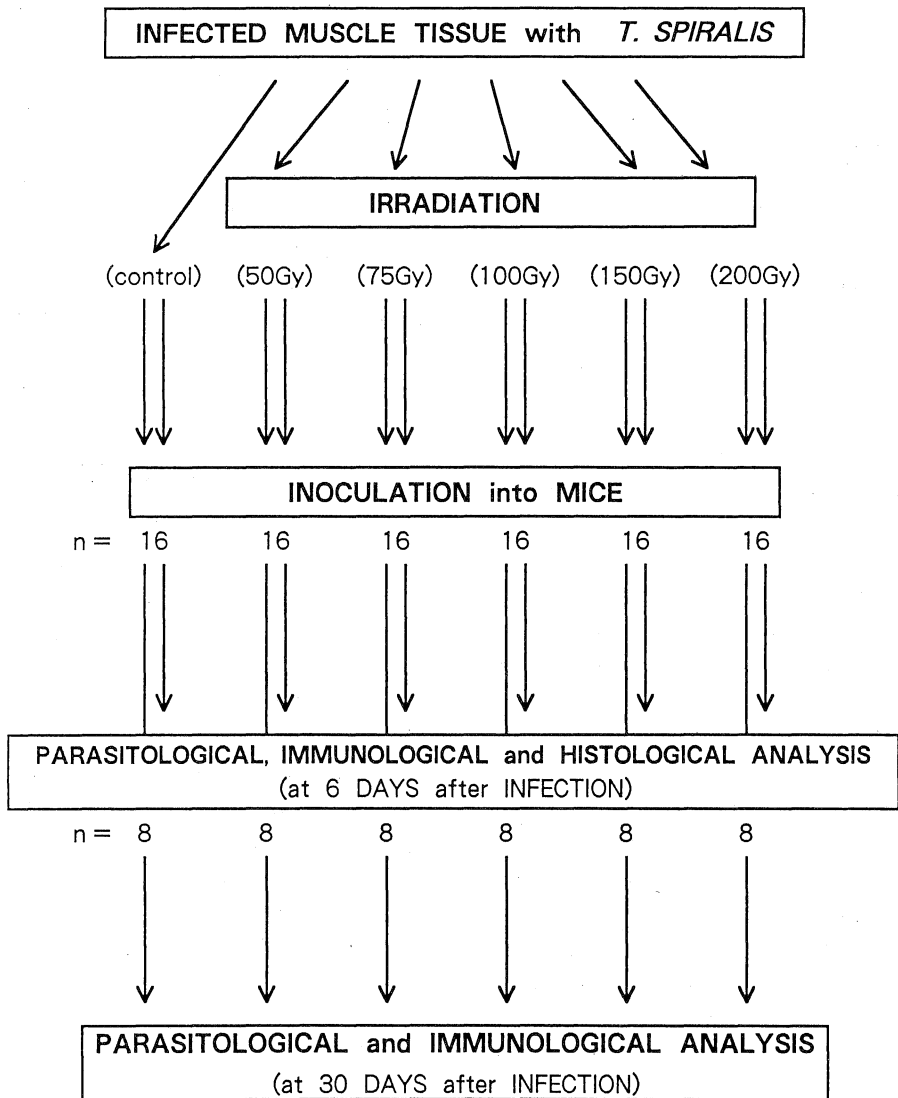 INFECTED MUSCLE TISSUE with T. SPIRALIS
IRRADIATION
(control) (50Gy) (75Gy) (100Gy) (150Gy) (200Gy)
INOCULATION into MICE
n = 16 16 16 16 16 16
PARASITOLOGICAL, IMMUNOLOGICAL and HISTOLOGICAL ANALYSIS
(at 6 DAYS after INFECTION)
n = 8 8 8 8 8 8
PARASITOLOGICAL and IMMUNOLOGICAL ANALYSIS
(at 30 DAYS after INFECTION)